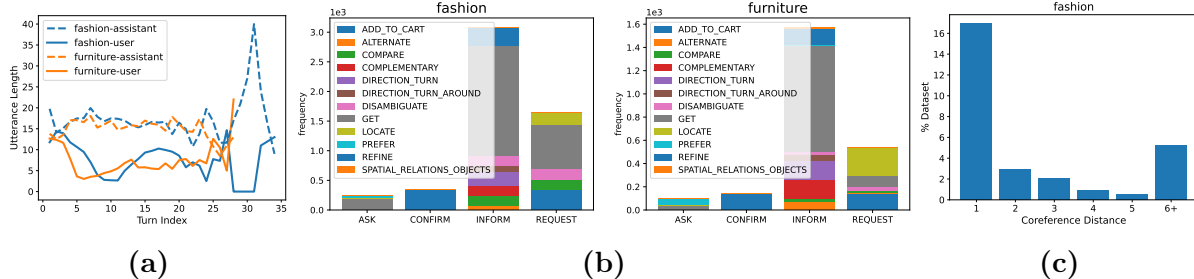 fashion-assistant
fashion-user
furniture-assistant
furniture-user
Utterance Length
40
35
30
25
20
15
10
5
0
0 5 10 15 20 25 30 35
Turn Index
(a)
fashion
1e3
frequency
3.0
2.5
2.0
1.5
1.0
0.5
0.0
ADD_TO_CART
ALTERNATE
COMPARE
COMPLEMENTARY
DIRECTION_TURN
DIRECTION_TURN_AROUND
DISAMBIGUATE
GET
LOCATE
PREFER
REFINE
SPATIAL_RELATIONS_OBJECTS
ASK CONFIRM INFORM REQUEST
furniture
1e3
frequency
1.6
1.4
1.2
1.0
0.8
0.6
0.4
0.2
0.0
ADD_TO_CART
ALTERNATE
COMPARE
COMPLEMENTARY
DIRECTION_TURN
DIRECTION_TURN_AROUND
DISAMBIGUATE
GET
LOCATE
PREFER
REFINE
SPATIAL_RELATIONS_OBJECTS
ASK CONFIRM INFORM REQUEST
(b)
fashion
% Dataset
16
14
12
10
8
6
4
2
0
1 2 3 4 5 6+
Coreference Distance
(c)